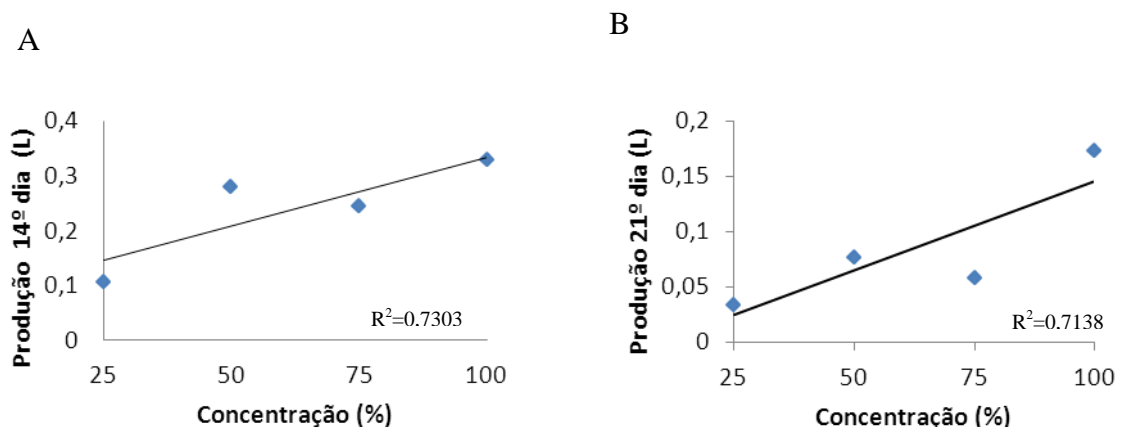 A
Produção 14º dia (L)
0,4
0,3
0,2
0,1
0
R²=0.7303
25 50 75 100
Concentração (%)
B
Produção 21º dia (L)
0,2
0,15
0,1
0,05
0
R²=0.7138
25 50 75 100
Concentração (%)